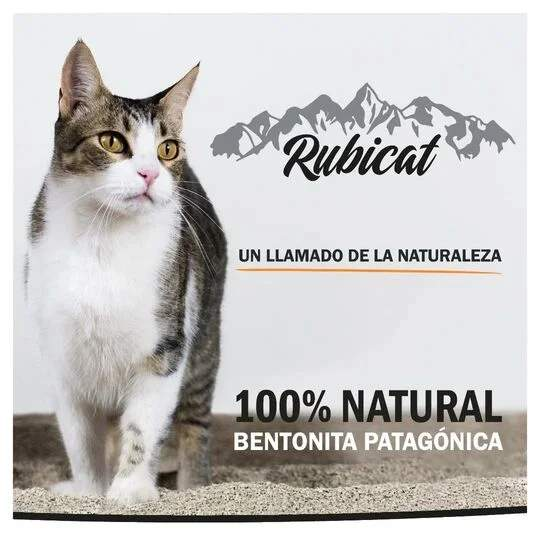 Rubicat
UN LLAMADO DE LA NATURALEZA
100% NATURAL
BENTONITA PATAGÓNICA